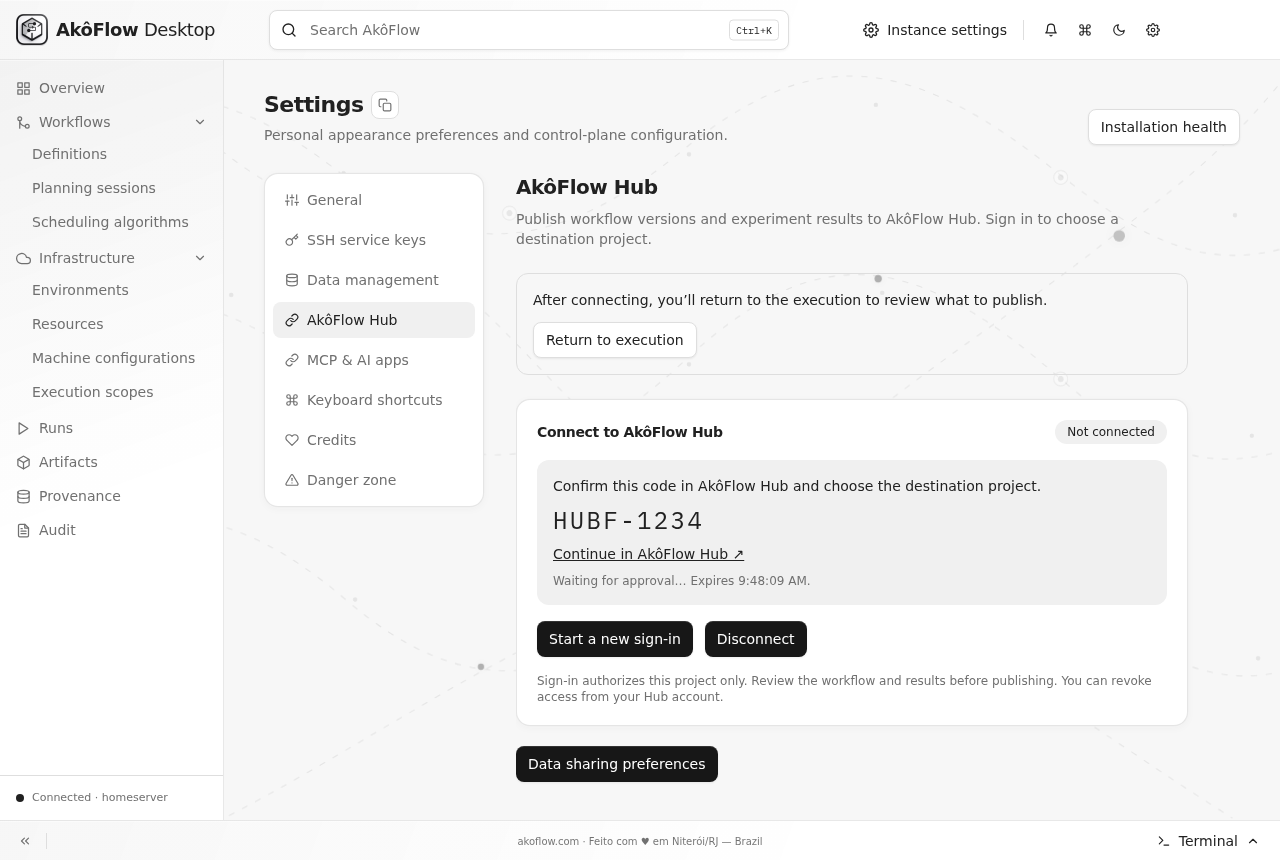 AkôFlow Desktop
Search AkôFlow
Ctrl+K
Instance settings
Overview
Workflows
Definitions
Planning sessions
Scheduling algorithms
Infrastructure
Environments
Resources
Machine configurations
Execution scopes
Runs
Artifacts
Provenance
Audit
Connected · homeserver
Settings
Personal appearance preferences and control-plane configuration.
Installation health
General
SSH service keys
Data management
AkôFlow Hub
MCP & AI apps
Keyboard shortcuts
Credits
Danger zone
AkôFlow Hub
Publish workflow versions and experiment results to AkôFlow Hub. Sign in to choose a
destination project.
After connecting, you’ll return to the execution to review what to publish.
Return to execution
Connect to AkôFlow Hub
Not connected
Confirm this code in AkôFlow Hub and choose the destination project.
HUBF-1234
Continue in AkôFlow Hub ↗
Waiting for approval… Expires 9:48:09 AM.
Start a new sign-in
Disconnect
Sign-in authorizes this project only. Review the workflow and results before publishing. You can revoke
access from your Hub account.
Data sharing preferences
akoflow.com · Feito com ♥ em Niterói/RJ — Brazil
Terminal